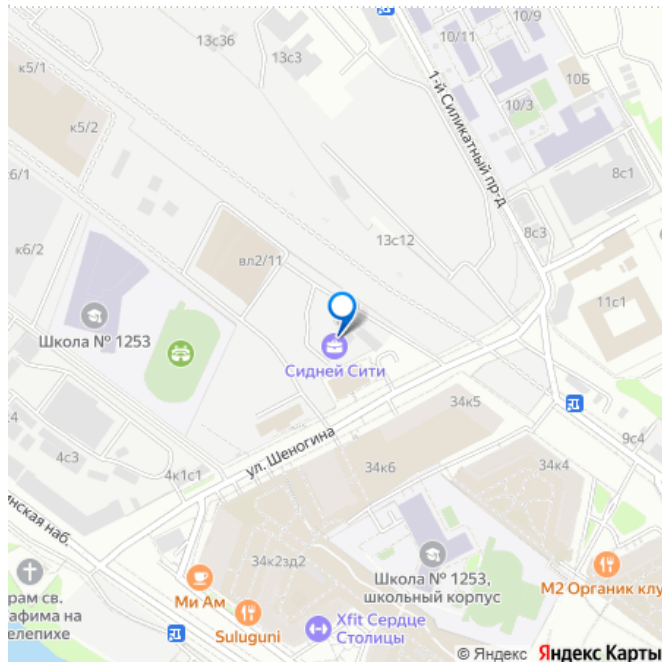 13с36
13с3
10/11
10/9
к5/1
10Б
1-й Силикатный пр-д
10/3
к5/2
8с1
к6/1
8с3
13с12
к6/2
вл2/11
11с1
Школа № 1253
Сидней Сити
34к5
ул. Шеногина
9с4
4с3
4к1с1
34к6
34к4
нская наб.
34к2зд2
Школа № 1253,
школьный корпус
М2 Органик клу
рам св.
афима на
елепихе
Ми Ам
Suluguni
Xfit Сердце
Столицы
© Яндекс Яндекс Карты